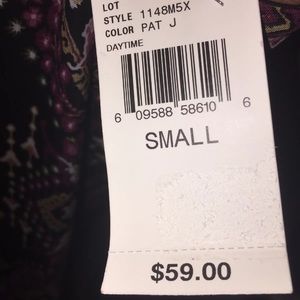 LOT
STYLE 1148M5X
COLOR PAT J
DAYTIME
6 09588 58610 6
SMALL
$59.00